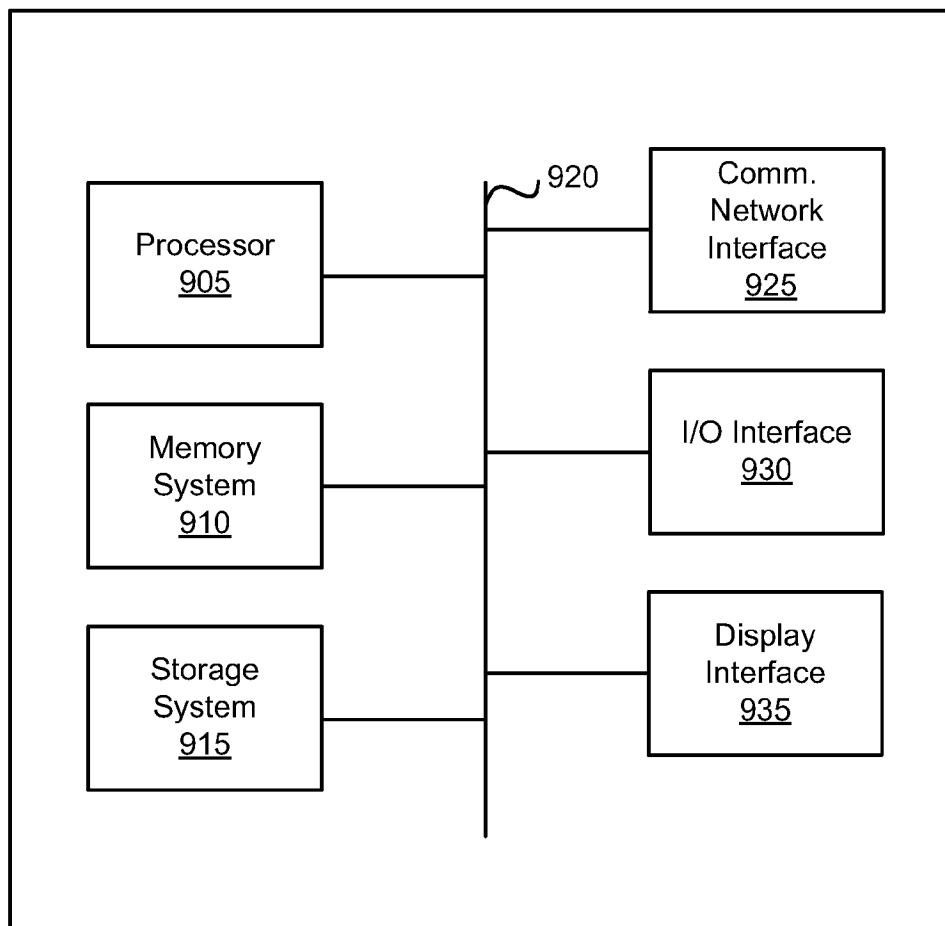 Processor
905
Memory
System
910
Storage
System
915
920
Comm.
Network
Interface
925
I/O Interface
930
Display
Interface
935